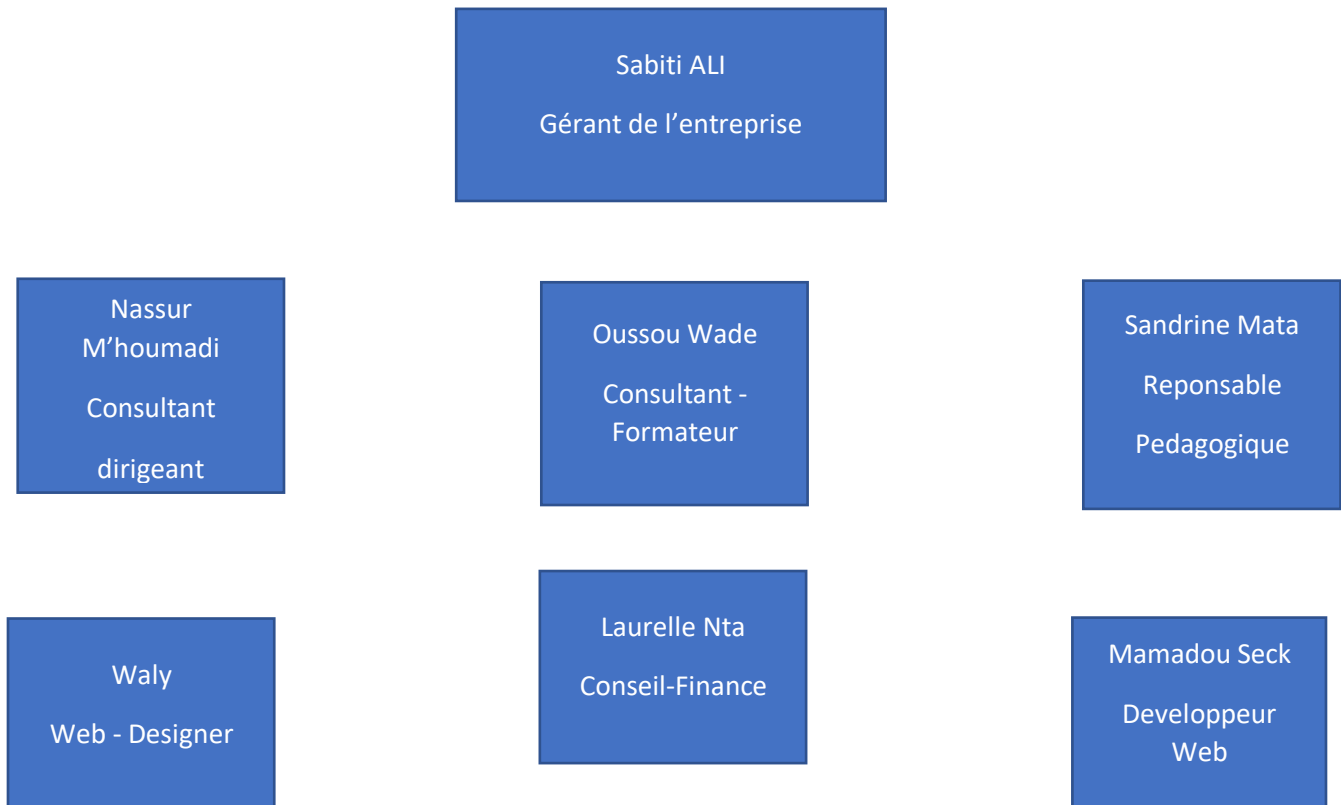 Sabiti ALI
Gérant de l’entreprise
Nassur
M’houmadi
Consultant
dirigeant
Oussou Wade
Consultant -
Formateur
Sandrine Mata
Reponsable
Pedagogique
Waly
Web - Designer
Laurelle Nta
Conseil-Finance
Mamadou Seck
Developpeur
Web